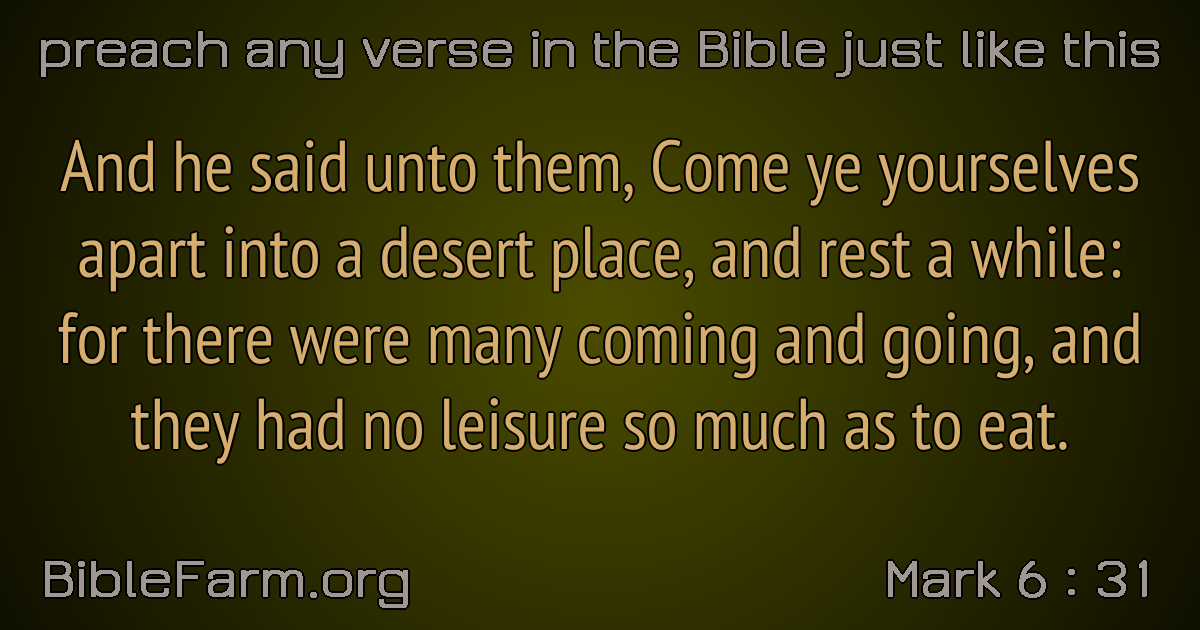 preach any verse in the Bible just like this
And he said unto them, Come ye yourselves
apart into a desert place, and rest a while:
for there were many coming and going, and
they had no leisure so much as to eat.
BibleFarm.org
Mark 6 : 31